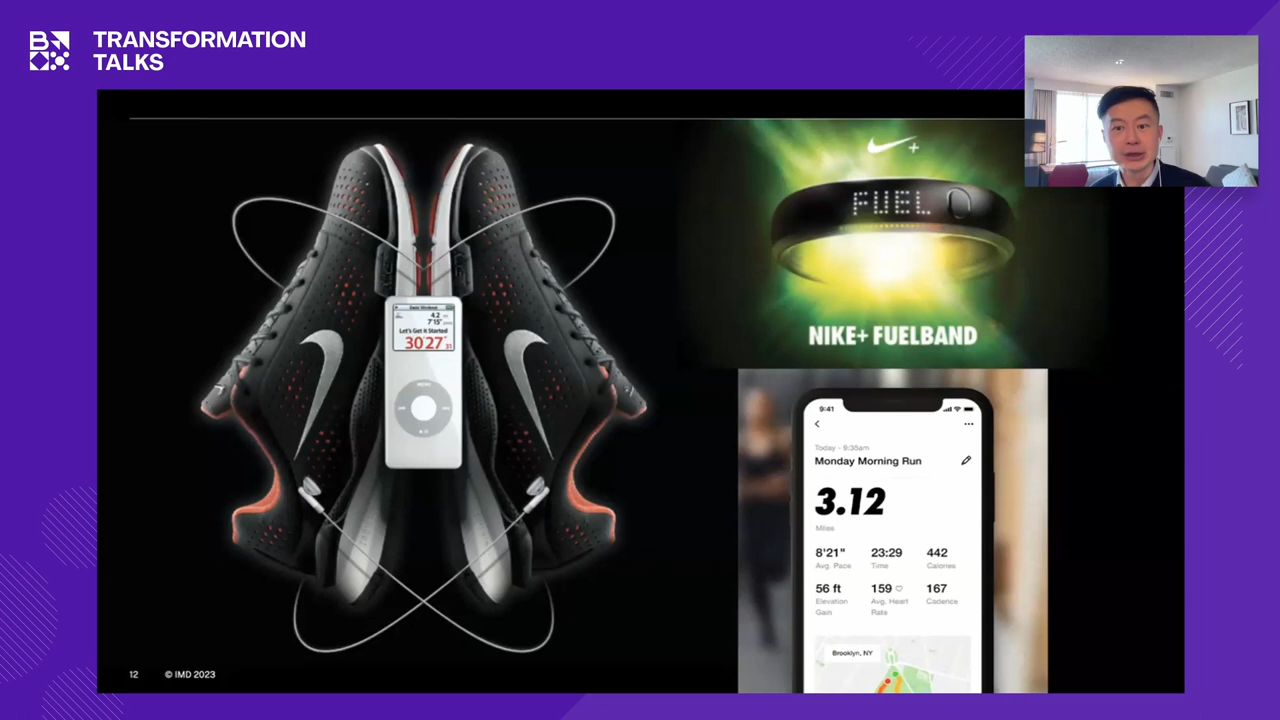 TRANSFORMATION
TALKS
4.2
7'15"
Let's Get it Started
30'27"
MENU
FUEL
NIKE+ FUELBAND
9:41
Today - 9:35am
Monday Morning Run
3.12
Miles
8'21" 23:29 442
Avg. Pace Time Calories
56 ft 159 167
Elevation Gain Avg. Heart Rate Cadence
Brooklyn, NY
12 © IMD 2023